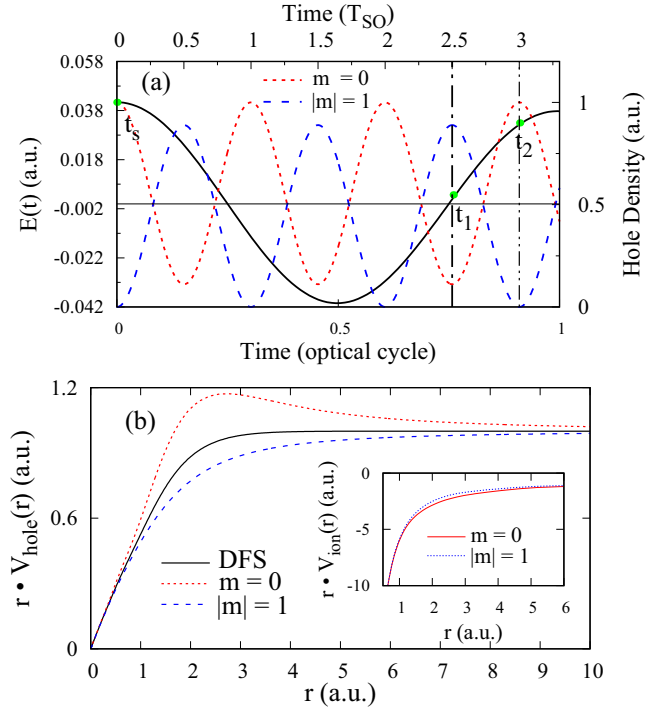 Time (T_SO)
0 0.5 1 1.5 2 2.5 3
0.058
0.038
0.018
-0.002
-0.022
-0.042
E(t) (a.u.)
(a)
m = 0
|m| = 1
t_s
t_1
t_2
1
0.5
0
Hole Density (a.u.)
0 0.5 1
Time (optical cycle)
1.2
0.6
0
r • V_hole(r) (a.u.)
(b)
DFS
m = 0
|m| = 1
0
-5
-10
r • V_ion(r) (a.u.)
m = 0
|m| = 1
1 2 3 4 5 6
r (a.u.)
0 1 2 3 4 5 6 7 8 9 10
r (a.u.)